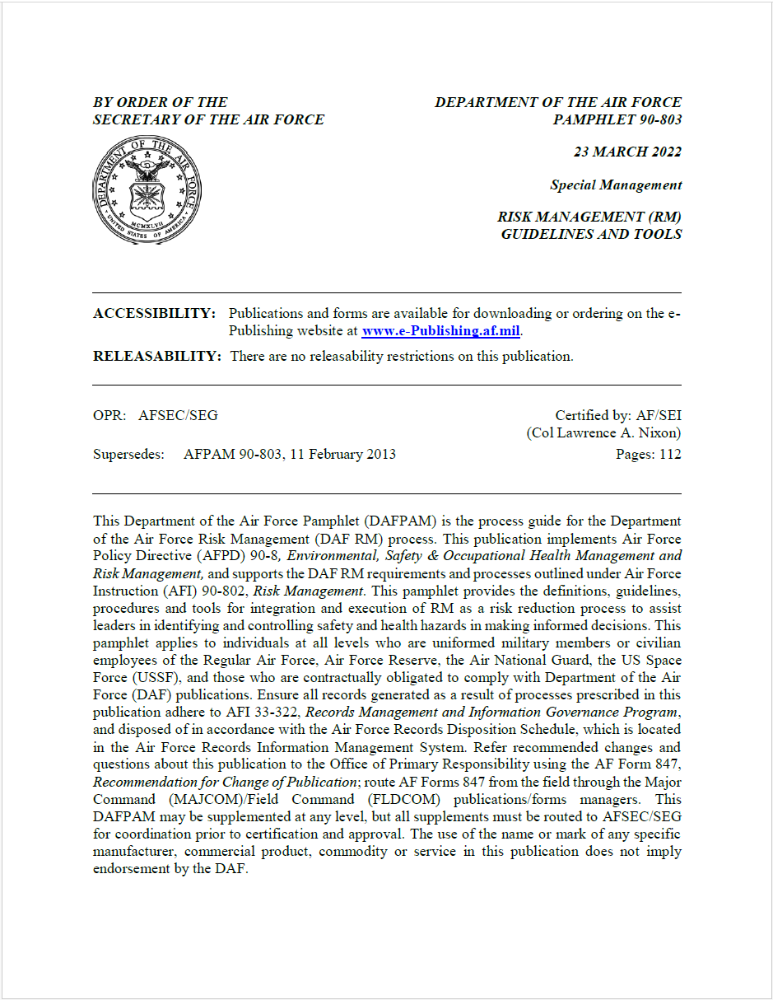 BY ORDER OF THE
SECRETARY OF THE AIR FORCE
DEPARTMENT OF THE AIR FORCE
PAMPHLET 90-803
23 MARCH 2022
Special Management
RISK MANAGEMENT (RM)
GUIDELINES AND TOOLS
DEPARTMENT OF THE AIR FORCE
MCMXLVII
UNITED STATES OF AMERICA
ACCESSIBILITY: Publications and forms are available for downloading or ordering on the e-
Publishing website at www.e-Publishing.af.mil.
RELEASABILITY: There are no releasability restrictions on this publication.
OPR: AFSEC/SEG
Certified by: AF/SEI
(Col Lawrence A. Nixon)
Supersedes: AFPAM 90-803, 11 February 2013
Pages: 112
This Department of the Air Force Pamphlet (DAFPAM) is the process guide for the Department
of the Air Force Risk Management (DAF RM) process. This publication implements Air Force
Policy Directive (AFPD) 90-8, Environmental, Safety & Occupational Health Management and
Risk Management, and supports the DAF RM requirements and processes outlined under Air Force
Instruction (AFI) 90-802, Risk Management. This pamphlet provides the definitions, guidelines,
procedures and tools for integration and execution of RM as a risk reduction process to assist
leaders in identifying and controlling safety and health hazards in making informed decisions. This
pamphlet applies to individuals at all levels who are uniformed military members or civilian
employees of the Regular Air Force, Air Force Reserve, the Air National Guard, the US Space
Force (USSF), and those who are contractually obligated to comply with Department of the Air
Force (DAF) publications. Ensure all records generated as a result of processes prescribed in this
publication adhere to AFI 33-322, Records Management and Information Governance Program,
and disposed of in accordance with the Air Force Records Disposition Schedule, which is located
in the Air Force Records Information Management System. Refer recommended changes and
questions about this publication to the Office of Primary Responsibility using the AF Form 847,
Recommendation for Change of Publication; route AF Forms 847 from the field through the Major
Command (MAJCOM)/Field Command (FLDCOM) publications/forms managers. This
DAFPAM may be supplemented at any level, but all supplements must be routed to AFSEC/SEG
for coordination prior to certification and approval. The use of the name or mark of any specific
manufacturer, commercial product, commodity or service in this publication does not imply
endorsement by the DAF.